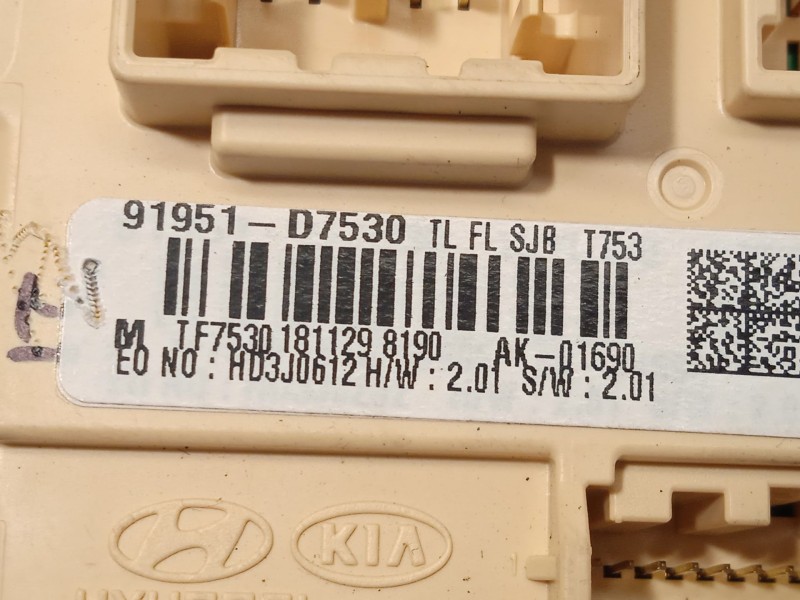 91951-D7530 TL FL SJB T753
M TF7530 181129 8190 AK-01690
EO NO : HD3J0612 H/W : 2.01 S/W : 2.01
KIA